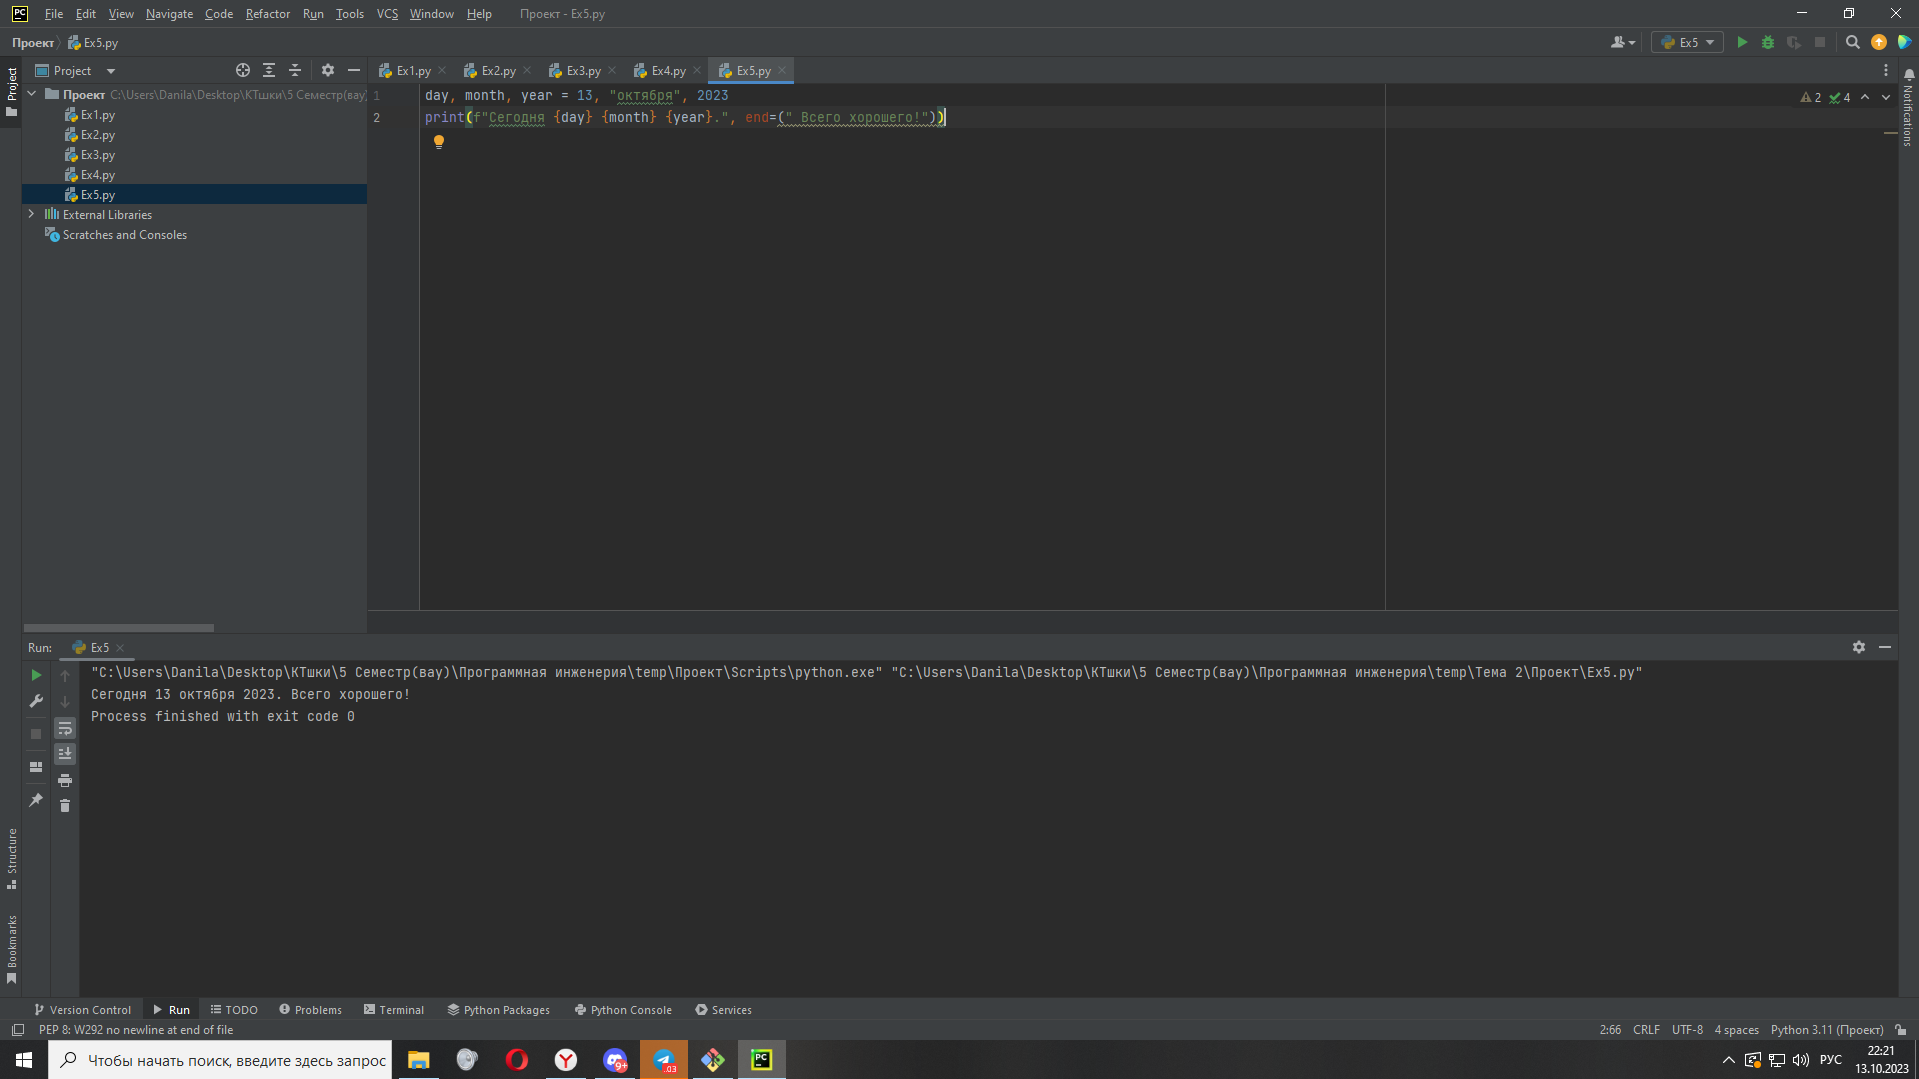 PC File Edit View Navigate Code Refactor Run Tools VCS Window Help Проект - Ex5.py
Проект Ex5.py Ex5
Project Ex1.py Ex2.py Ex3.py Ex4.py Ex5.py
Project
Проект C:\Users\Danila\Desktop\КТшки\5 Семестр(вау)
Ex1.py
Ex2.py
Ex3.py
Ex4.py
Ex5.py
External Libraries
Scratches and Consoles
1 day, month, year = 13, "октября", 2023
2 print(f"Сегодня {day} {month} {year}.", end=(" Всего хорошего!"))
2 4
Notifications
Run: Ex5
"C:\Users\Danila\Desktop\КТшки\5 Семестр(вау)\Программная инженерия\temp\Проект\Scripts\python.exe" "C:\Users\Danila\Desktop\КТшки\5 Семестр(вау)\Программная инженерия\temp\Тема 2\Проект\Ex5.py"
Сегодня 13 октября 2023. Всего хорошего!
Process finished with exit code 0
Structure
Bookmarks
Version Control Run TODO Problems Terminal Python Packages Python Console Services
PEP 8: W292 no newline at end of file 2:66 CRLF UTF-8 4 spaces Python 3.11 (Проект)
Чтобы начать поиск, введите здесь запрос 9+ ..03 PC РУС 22:21
13.10.2023